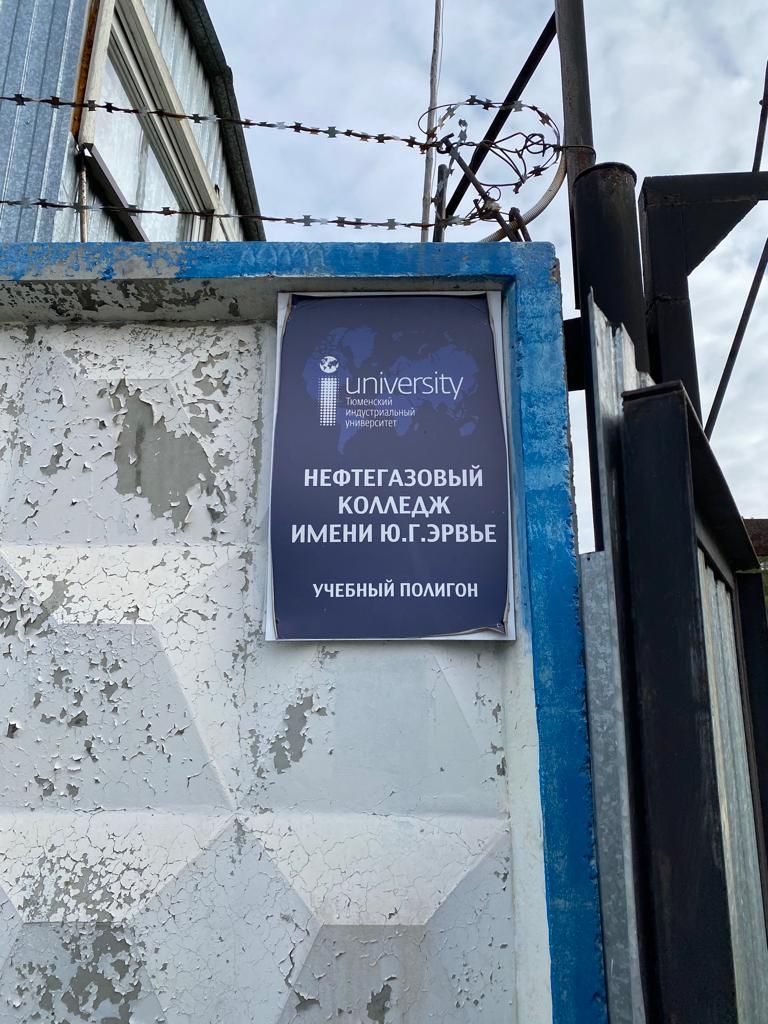 i university
Тюменский
индустриальный
университет
НЕФТЕГАЗОВЫЙ
КОЛЛЕДЖ
ИМЕНИ Ю.Г.ЭРВЬЕ
УЧЕБНЫЙ ПОЛИГОН